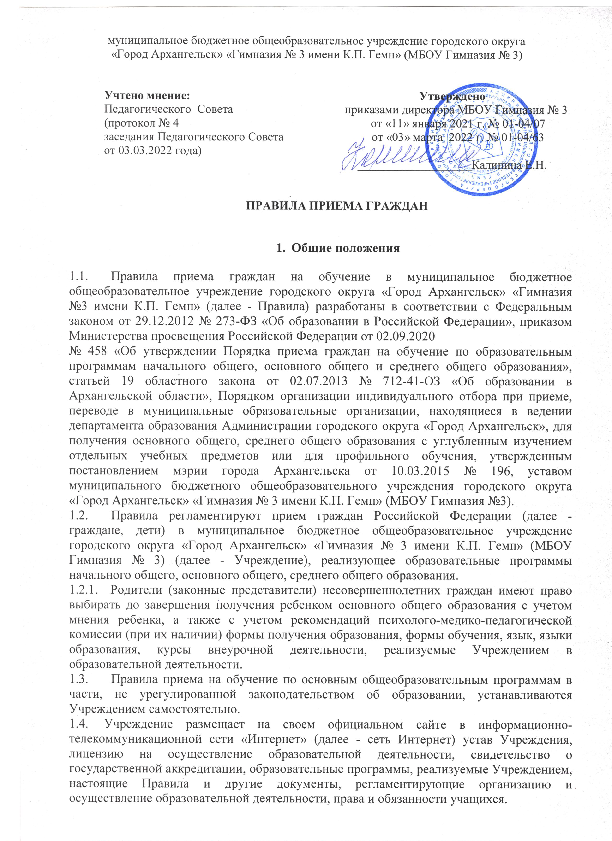 муниципальное бюджетное общеобразовательное учреждение городского округа
«Город Архангельск» «Гимназия № 3 имени К.П. Гемп» (МБОУ Гимназия № 3)
Учтено мнение:
Педагогического Совета
(протокол № 4
заседания Педагогического Совета
от 03.03.2022 года)
Утверждено
приказами директора МБОУ Гимназия № 3
от «11» января 2021 г. № 01-04/07
от «03» марта 2022 г. № 01-04/63
Калинина Е.Н.
ПРАВИЛА ПРИЕМА ГРАЖДАН
1. Общие положения
1.1. Правила приема граждан на обучение в муниципальное бюджетное
общеобразовательное учреждение городского округа «Город Архангельск» «Гимназия
№3 имени К.П. Гемп» (далее - Правила) разработаны в соответствии с Федеральным
законом от 29.12.2012 № 273-ФЗ «Об образовании в Российской Федерации», приказом
Министерства просвещения Российской Федерации от 02.09.2020
№ 458 «Об утверждении Порядка приема граждан на обучение по образовательным
программам начального общего, основного общего и среднего общего образования»,
статьей 19 областного закона от 02.07.2013 № 712-41-ОЗ «Об образовании в
Архангельской области», Порядком организации индивидуального отбора при приеме,
переводе в муниципальные образовательные организации, находящиеся в ведении
департамента образования Администрации городского округа «Город Архангельск», для
получения основного общего, среднего общего образования с углубленным изучением
отдельных учебных предметов или для профильного обучения, утвержденным
постановлением мэрии города Архангельска от 10.03.2015 № 196, уставом
муниципального бюджетного общеобразовательного учреждения городского округа
«Город Архангельск» «Гимназия № 3 имени К.П. Гемп» (МБОУ Гимназия №3).
1.2. Правила регламентируют прием граждан Российской Федерации (далее -
граждане, дети) в муниципальное бюджетное общеобразовательное учреждение
городского округа «Город Архангельск» «Гимназия № 3 имени К.П. Гемп» (МБОУ
Гимназия № 3) (далее - Учреждение), реализующее образовательные программы
начального общего, основного общего, среднего общего образования.
1.2.1. Родители (законные представители) несовершеннолетних граждан имеют право
выбирать до завершения получения ребенком основного общего образования с учетом
мнения ребенка, а также с учетом рекомендаций психолого-медико-педагогической
комиссии (при их наличии) формы получения образования, формы обучения, язык, языки
образования, курсы внеурочной деятельности, реализуемые Учреждением в
образовательной деятельности.
1.3. Правила приема на обучение по основным общеобразовательным программам в
части, не урегулированной законодательством об образовании, устанавливаются
Учреждением самостоятельно.
1.4. Учреждение размещает на своем официальном сайте в информационно-
телекоммуникационной сети «Интернет» (далее - сеть Интернет) устав Учреждения,
лицензию на осуществление образовательной деятельности, свидетельство о
государственной аккредитации, образовательные программы, реализуемые Учреждением,
настоящие Правила и другие документы, регламентирующие организацию и
осуществление образовательной деятельности, права и обязанности учащихся.